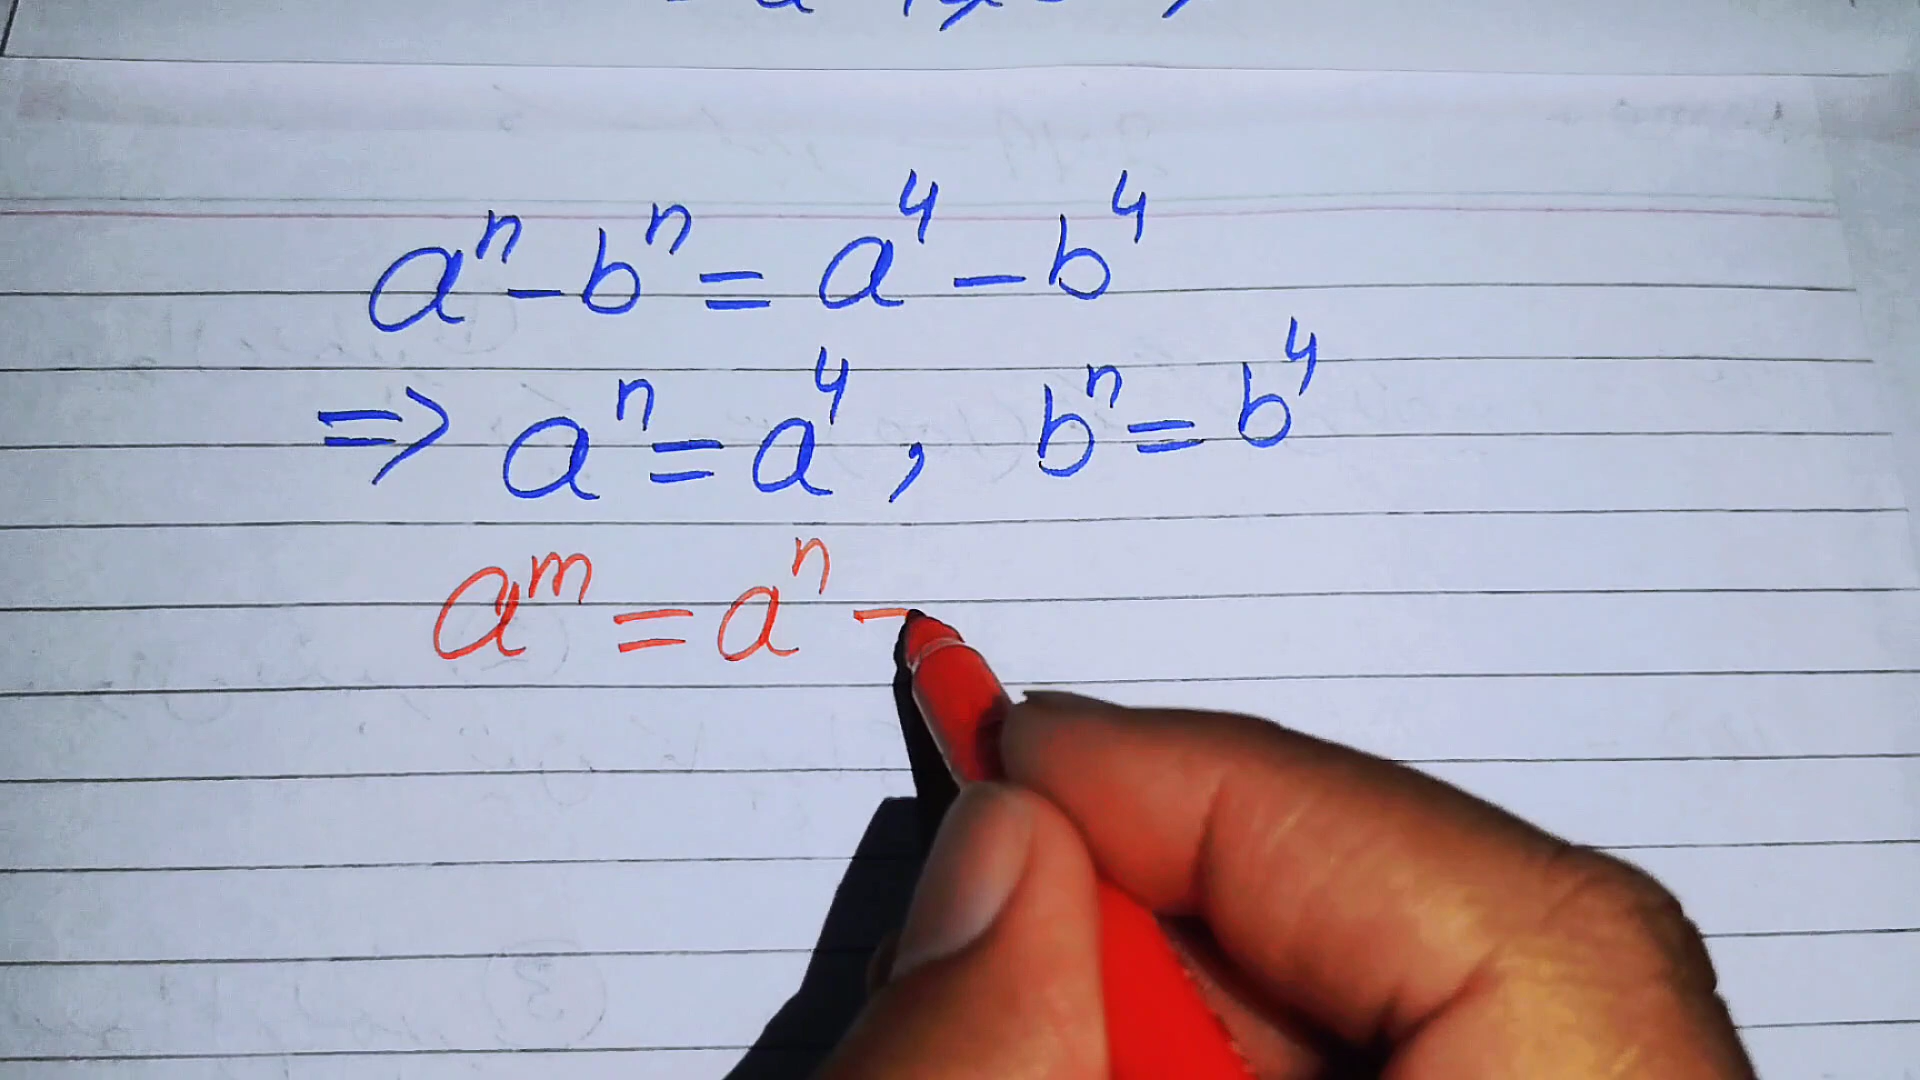 aⁿ - bⁿ = a⁴ - b⁴
⇒ aⁿ = a⁴ , bⁿ = b⁴
aᵐ = aⁿ -